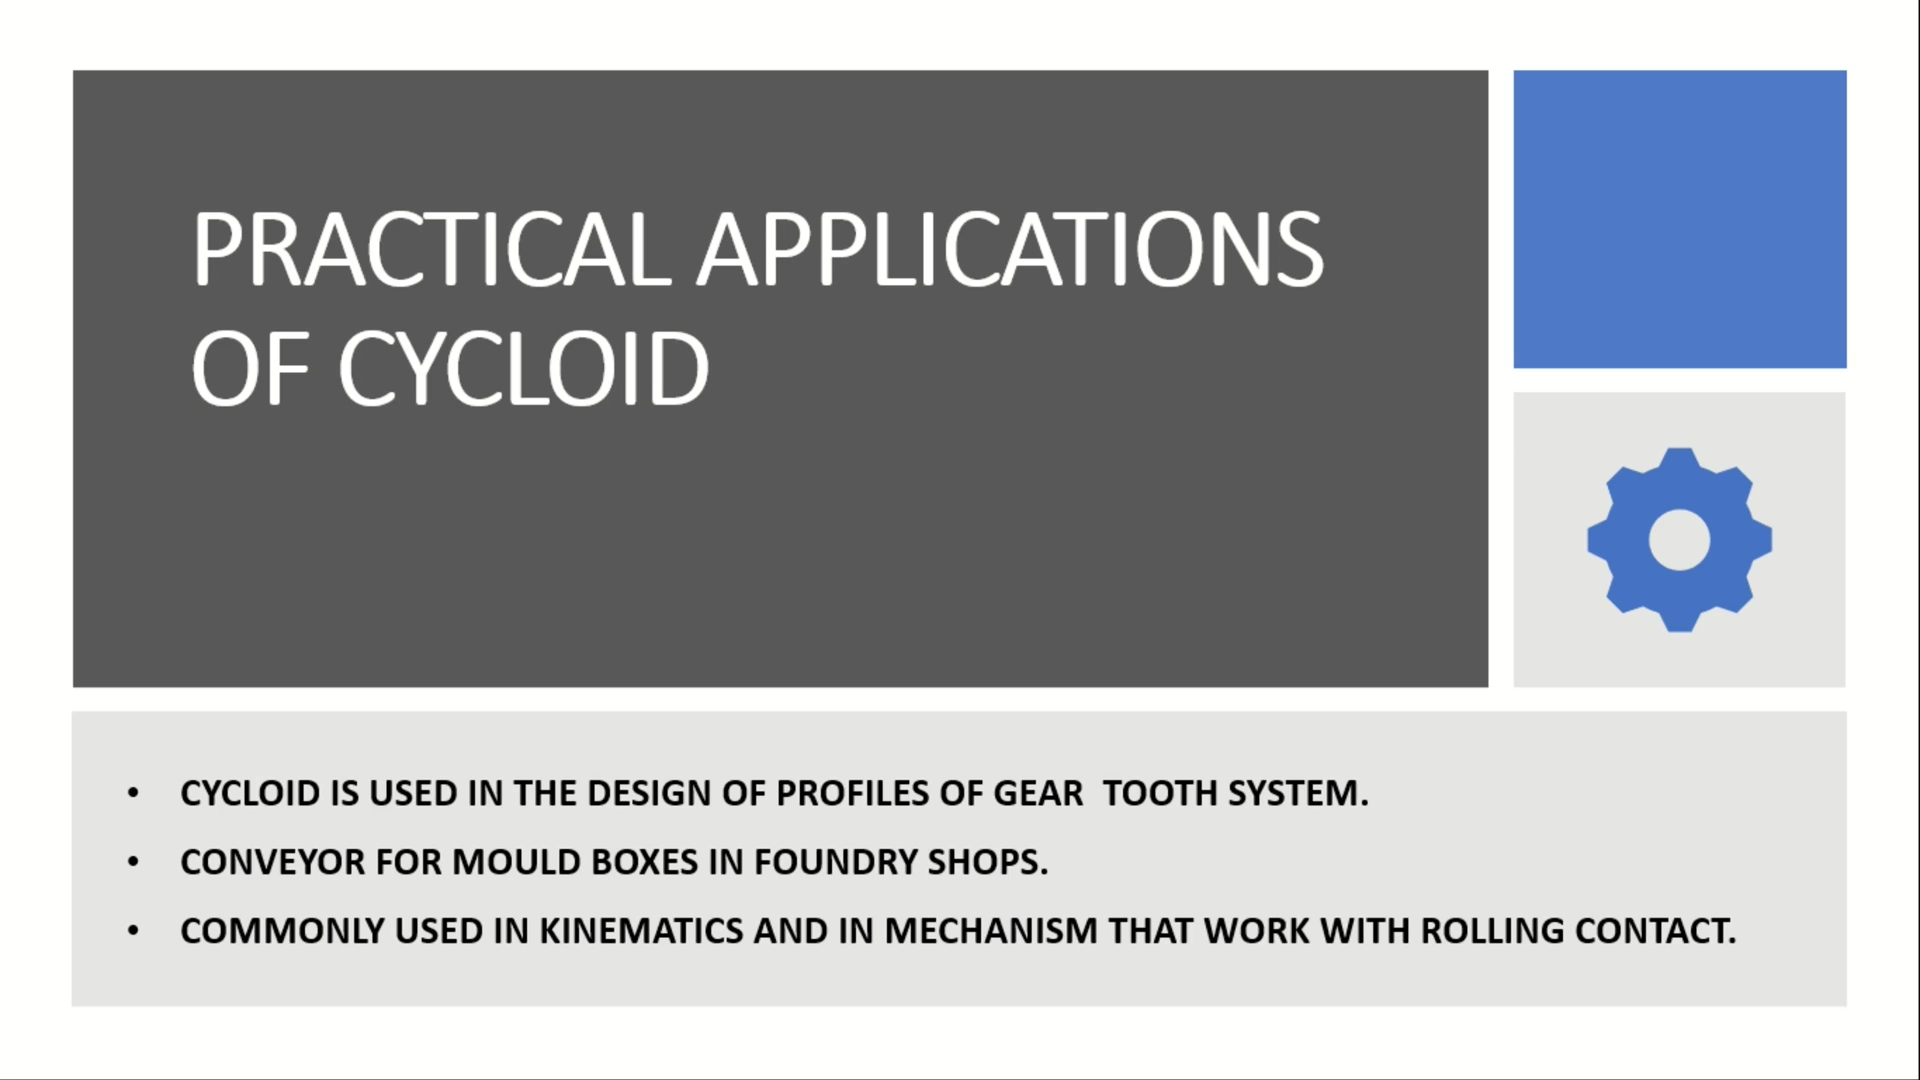 PRACTICAL APPLICATIONS
OF CYCLOID
• CYCLOID IS USED IN THE DESIGN OF PROFILES OF GEAR  TOOTH SYSTEM.
• CONVEYOR FOR MOULD BOXES IN FOUNDRY SHOPS.
• COMMONLY USED IN KINEMATICS AND IN MECHANISM THAT WORK WITH ROLLING CONTACT.